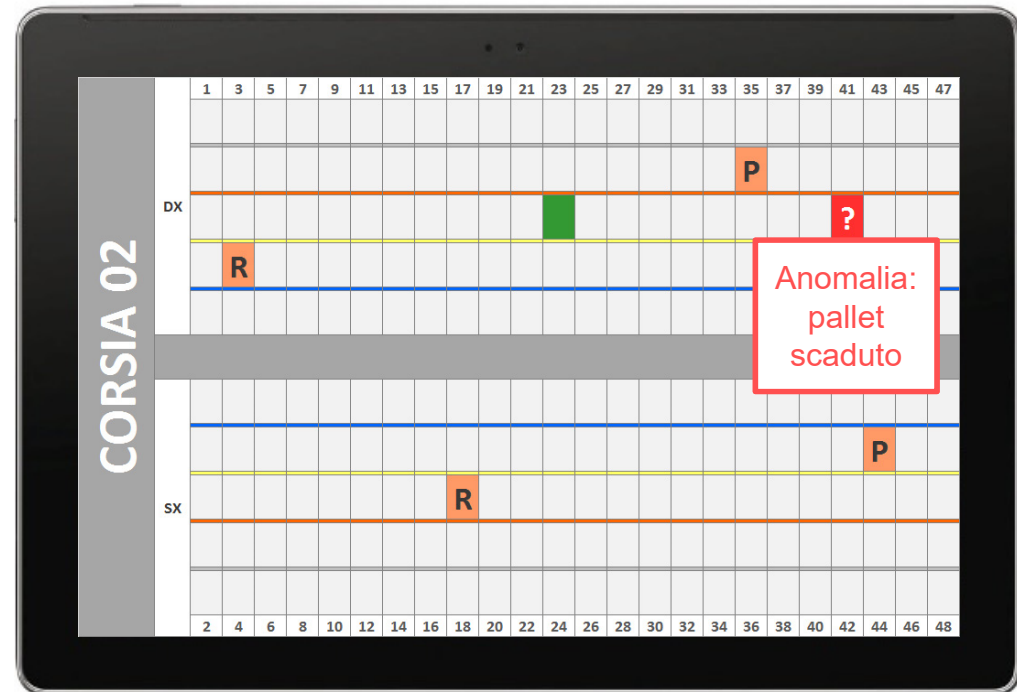 CORSIA 02
1 3 5 7 9 11 13 15 17 19 21 23 25 27 29 31 33 35 37 39 41 43 45 47
P
DX
?
R
Anomalia:
pallet
scaduto
P
R
SX
2 4 6 8 10 12 14 16 18 20 22 24 26 28 30 32 34 36 38 40 42 44 46 48